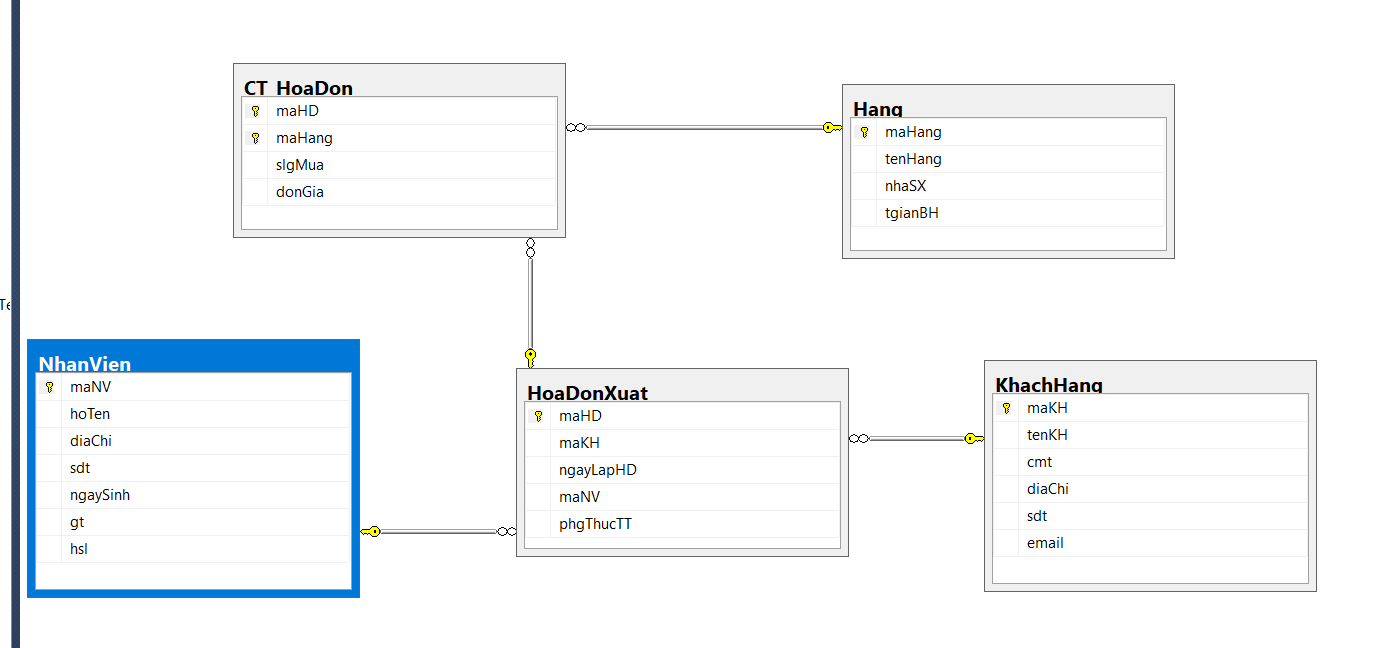 CT_HoaDon
maHD
maHang
slgMua
donGia
Hang
maHang
tenHang
nhaSX
tgianBH
NhanVien
maNV
hoTen
diaChi
sdt
ngaySinh
gt
hsl
HoaDonXuat
maHD
maKH
ngayLapHD
maNV
phgThucTT
KhachHang
maKH
tenKH
cmt
diaChi
sdt
email